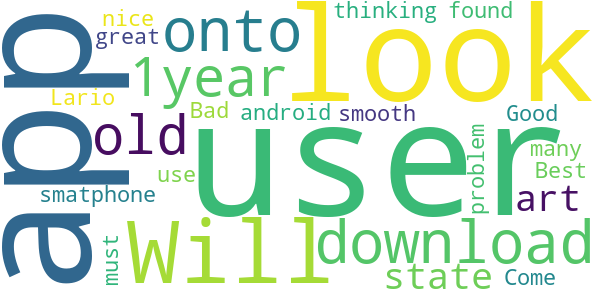 nice
thinking found
look
app
great
onto
1year
Lario
Bad
android
smooth
Good
old
user
problem
many
Best
use
smatphone
art
Will
download
must
state
Come